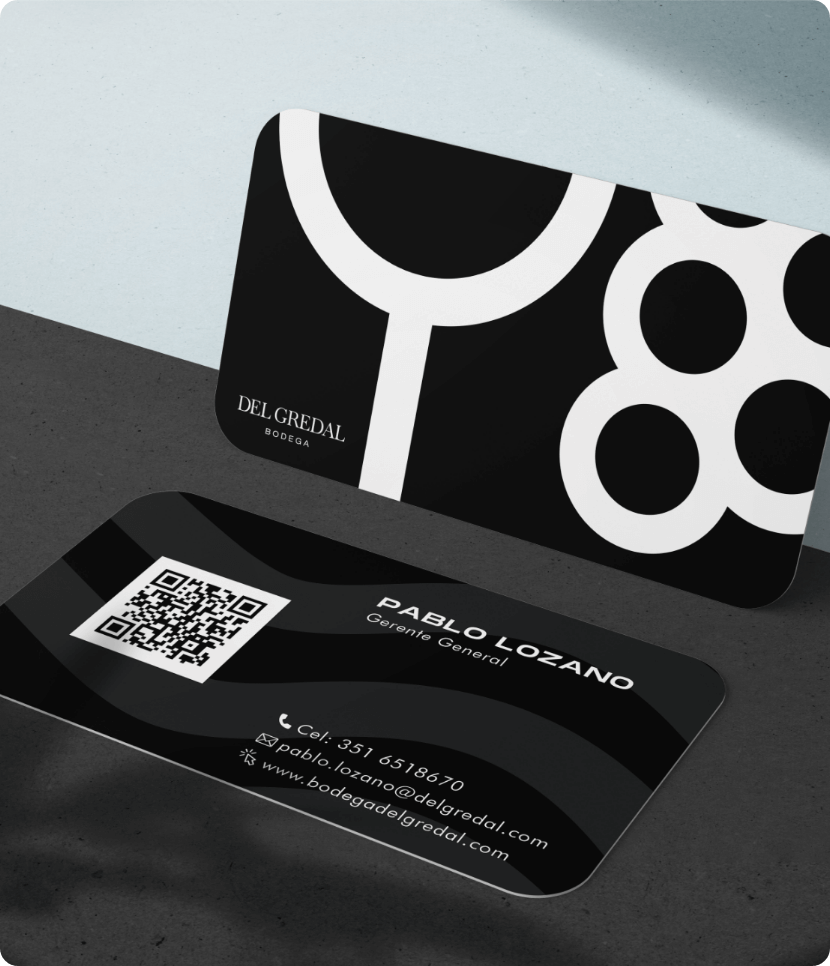 DEL GREDAL
BODEGA
PABLO LOZANO
Gerente General
Cel: 351 6518670
pablo.lozano@delgredal.com
www.bodegadelgredal.com